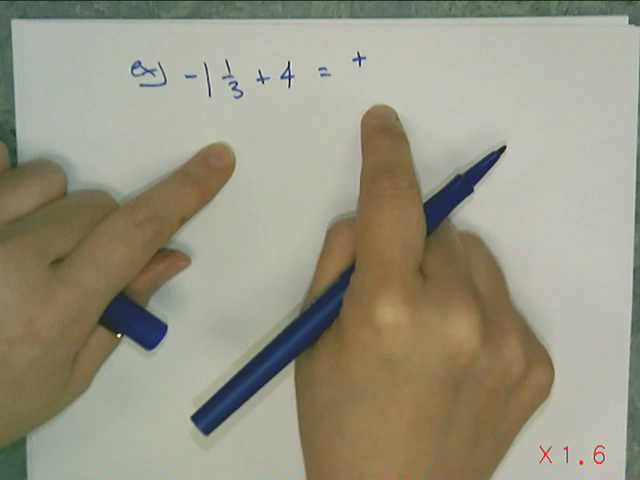 ex) -1 1/3 + 4 = +
X1.6